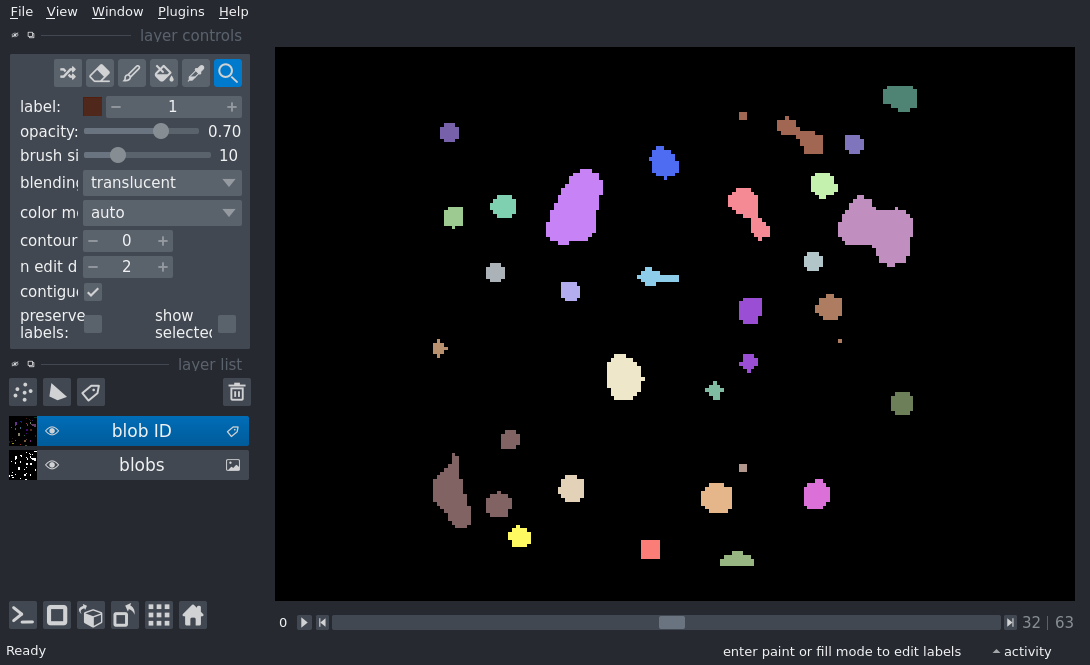 File View Window Plugins Help
layer controls
label: 1
opacity: 0.70
brush si 10
blending translucent
color m auto
contour 0
n edit d 2
contigu
preserve labels: show selected
layer list
blob ID
blobs
0 32 | 63
Ready enter paint or fill mode to edit labels activity